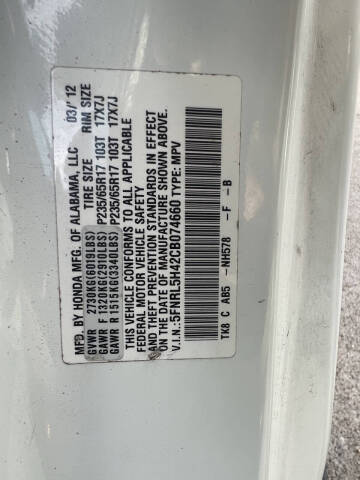 MFD BY HONDA MFG. OF ALABAMA, LLC 03/'12
TIRE SIZE RIM SIZE
GVWR 2730KG(6019LBS)
GAWR F 1320KG(2910LBS) P235/65R17 103T 17X7J
GAWR R 1515KG(3340LBS) P235/65R17 103T 17X7J
THIS VEHICLE CONFORMS TO ALL APPLICABLE
FEDERAL MOTOR VEHICLE SAFETY AND
THEFT PREVENTION STANDARDS IN EFFECT
ON THE DATE OF MANUFACTURE SHOWN ABOVE.
V.I.N.:5FNRL5H42CB074660 TYPE: MPV
TK8 C AB5 -NH578 -F -B